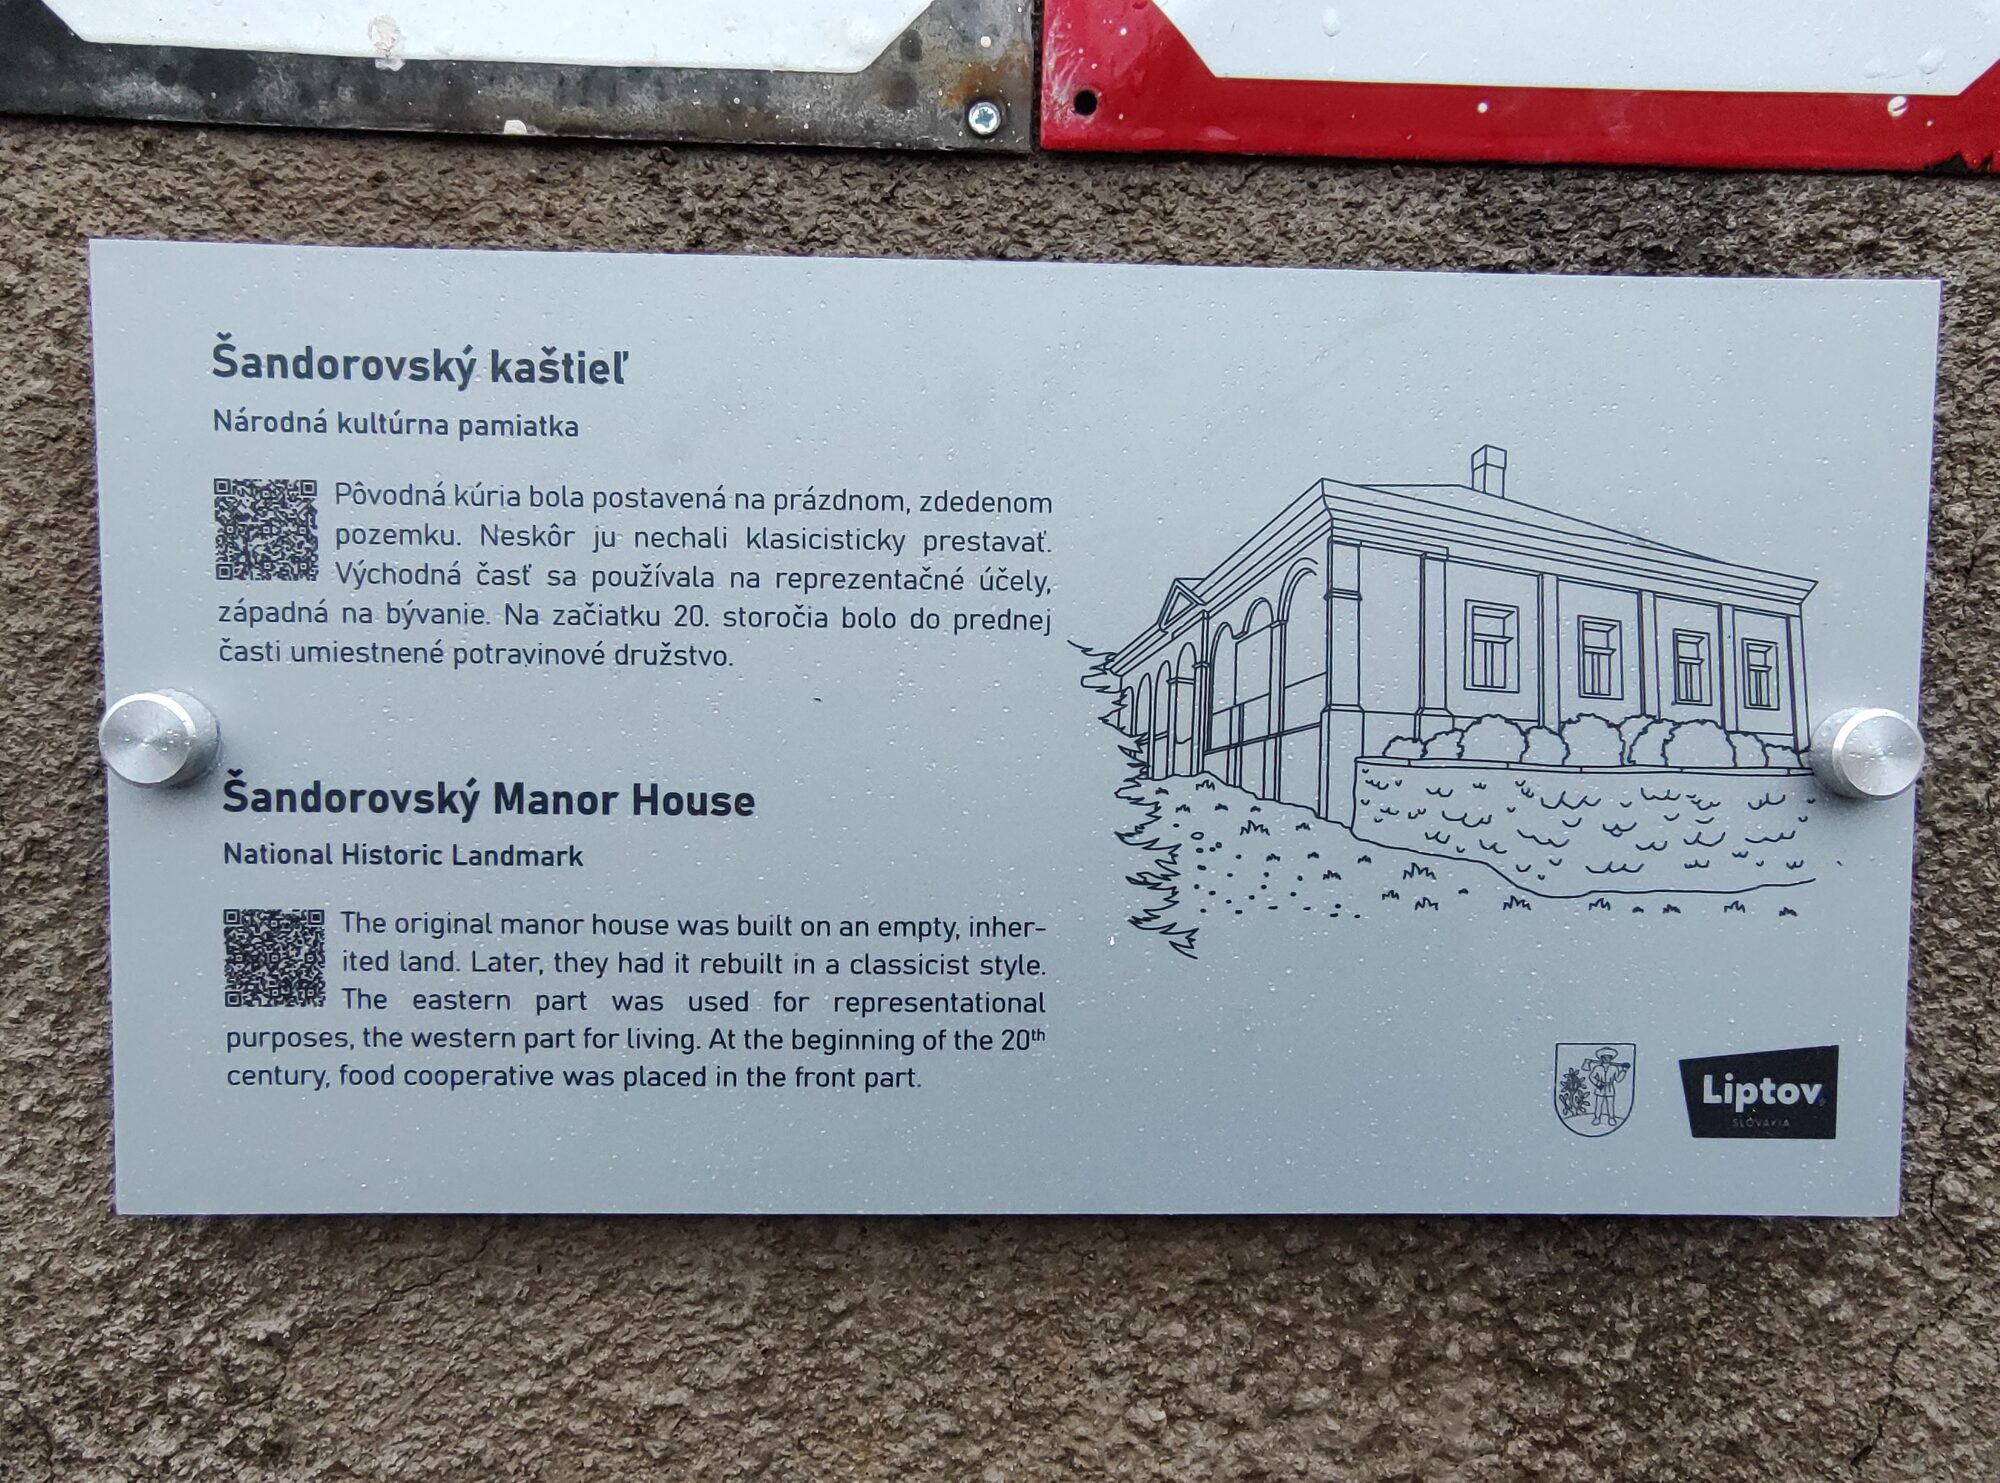 Šandorovský kaštieľ
Národná kultúrna pamiatka
Pôvodná kúria bola postavená na prázdnom, zdedenom
pozemku. Neskôr ju nechali klasicisticky prestavať.
Východná časť sa používala na reprezentačné účely,
západná na bývanie. Na začiatku 20. storočia bolo do prednej
časti umiestnené potravinové družstvo.
Šandorovský Manor House
National Historic Landmark
The original manor house was built on an empty, inher-
ited land. Later, they had it rebuilt in a classicist style.
The eastern part was used for representational
purposes, the western part for living. At the beginning of the 20th
century, food cooperative was placed in the front part.
Liptov
SLOVAKIA